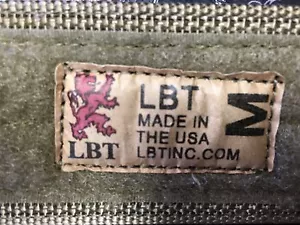 LBT
LBT
MADE IN
THE USA
LBTINC.COM
M